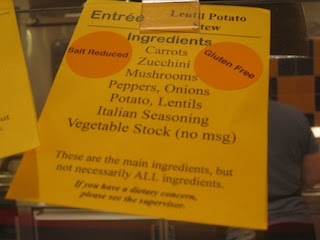 Entrée Lentil Potato
Stew
Ingredients
Salt Reduced
Gluten Free
Carrots
Zucchini
Mushrooms
Peppers, Onions
Potato, Lentils
Italian Seasoning
Vegetable Stock (no msg)
These are the main ingredients, but
not necessarily ALL ingredients.
If you have a dietary concern,
please see the supervisor.